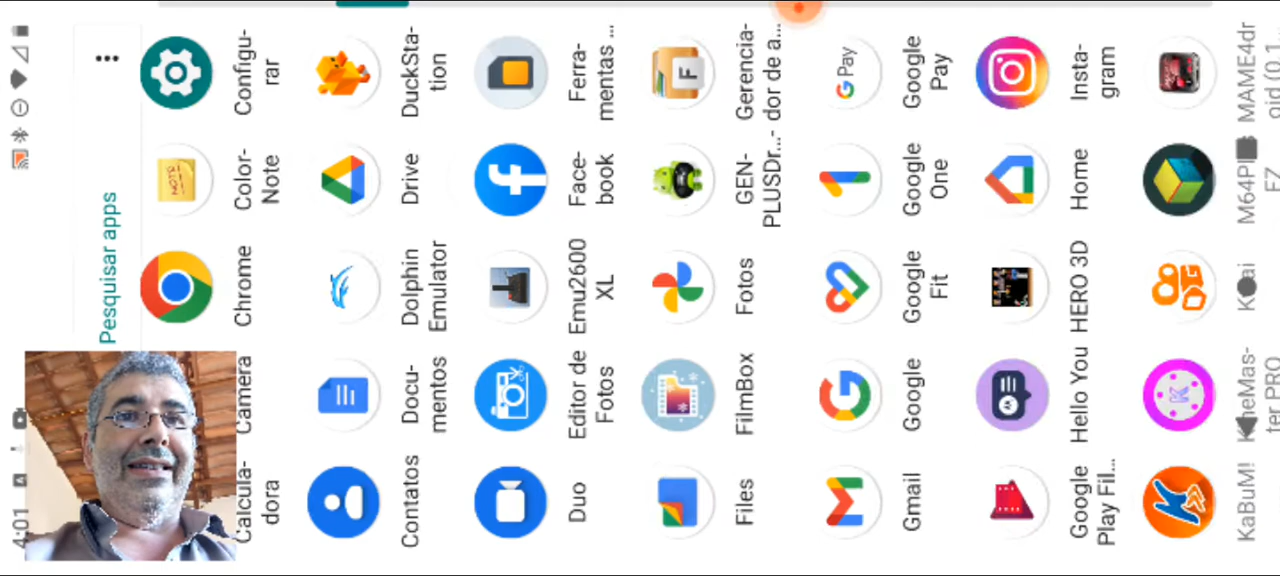 4:01
Pesquisar apps
Calcula-
dora
Camera
Chrome
Color-
Note
NOTE
Configu-
rar
Contatos
Docu-
mentos
Dolphin
Emulator
Drive
DuckSta-
tion
Duo
Editor de
Fotos
Emu2600
XL
Face-
book
Ferra-
mentas ...
Files
FilmBox
Fotos
GEN-
PLUSDr...
Gerencia-
dor de a...
F
Gmail
Google
Google
Fit
Google
One
Google
Pay
G Pay
Google
Play Fil...
Hello You
HERO 3D
Home
Insta-
gram
KaBuM!
ter PRO
K
FZ
MAME4dr
oid (0.1...